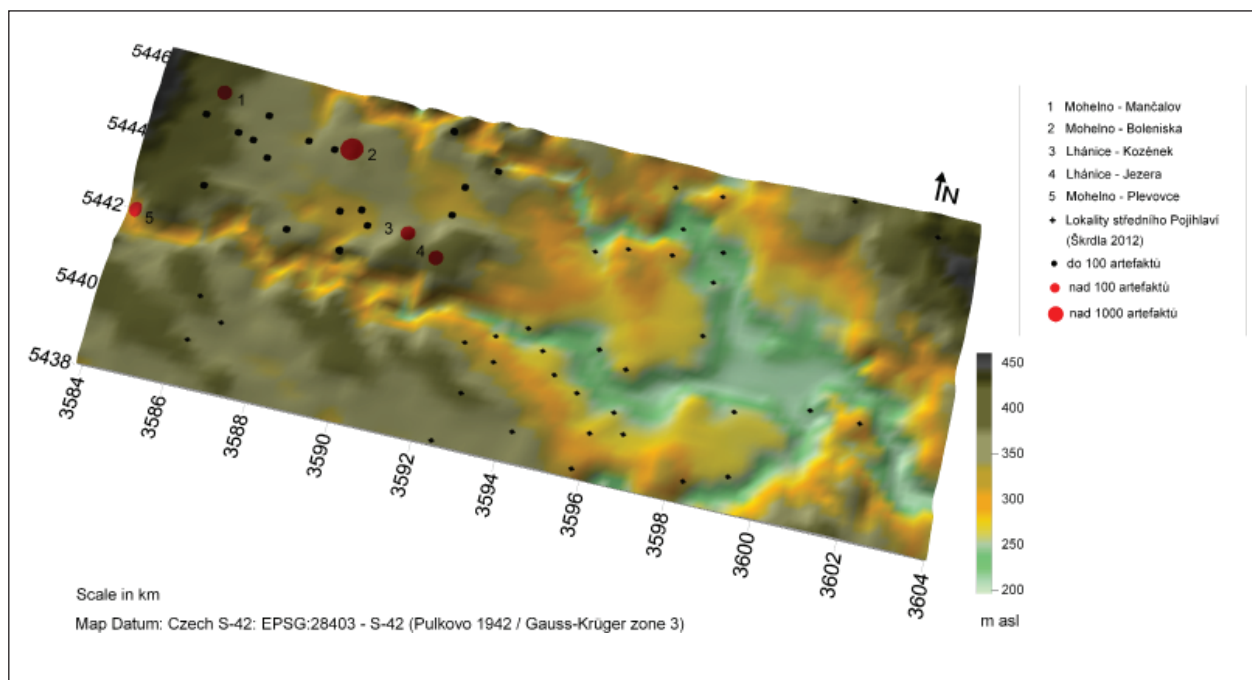 5446
5444
5442
5440
5438
3584
3586
3588
3590
3592
3594
3596
3598
3600
3602
3604
1
2
3
4
5
N
1 Mohelno - Mančalov
2 Mohelno - Boleniska
3 Lhánice - Kozének
4 Lhánice - Jezera
5 Mohelno - Plevovce
Lokality středního Pojihlaví
(Škrdla 2012)
do 100 artefaktů
nad 100 artefaktů
nad 1000 artefaktů
450
400
350
300
250
200
m asl
Scale in km
Map Datum: Czech S-42: EPSG:28403 - S-42 (Pulkovo 1942 / Gauss-Krüger zone 3)